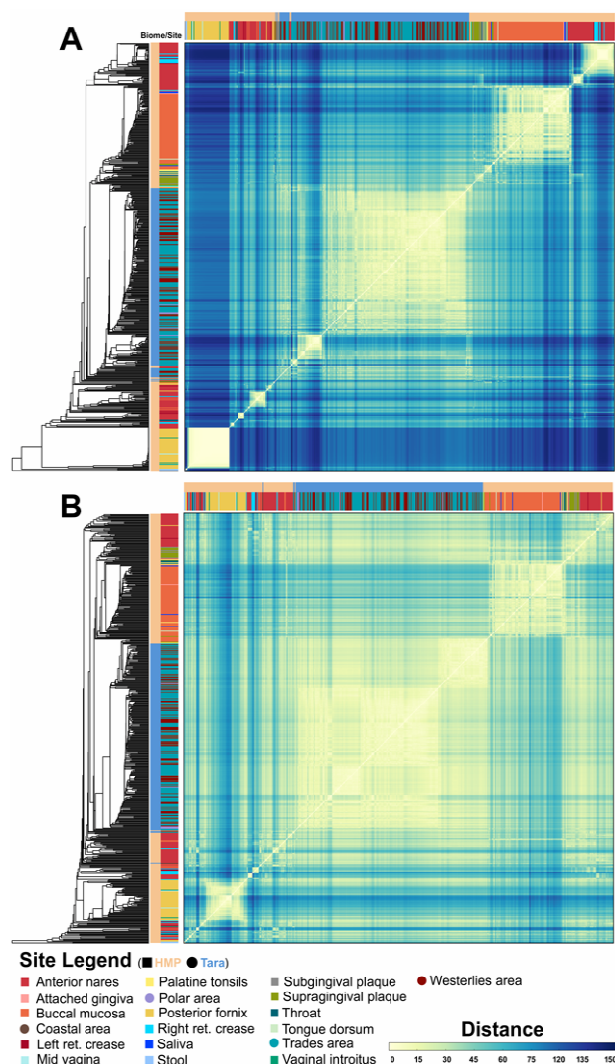 Biome/Site
A
B
Site Legend (■ HMP ● Tara)
Anterior nares
Attached gingiva
Buccal mucosa
Coastal area
Left ret. crease
Mid vagina
Palatine tonsils
Polar area
Posterior fornix
Right ret. crease
Saliva
Stool
Subgingival plaque
Supragingival plaque
Throat
Tongue dorsum
Trades area
Vaginal introitus
Westerlies area
Distance
0 30 45 60 75 90 120 150